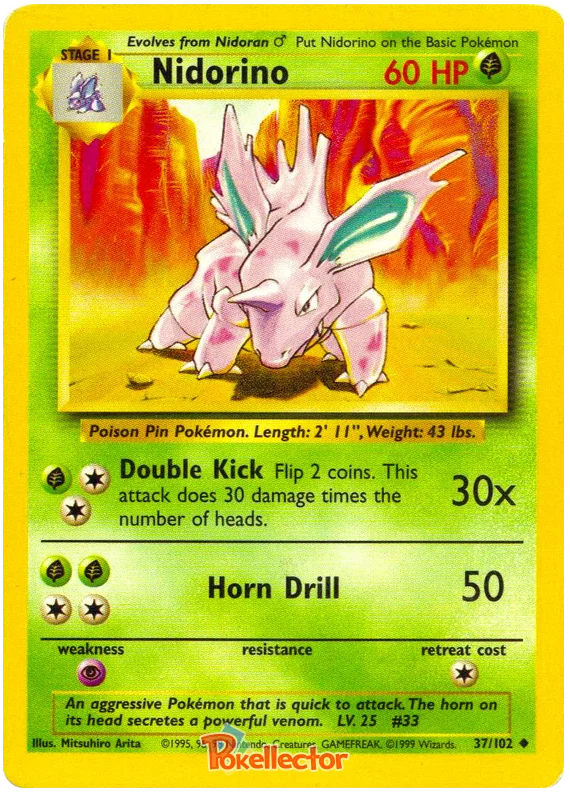 Evolves from Nidoran ♂ Put Nidorino on the Basic Pokémon
STAGE 1
Nidorino 60 HP
Poison Pin Pokémon. Length: 2' 11", Weight: 43 lbs.
Double Kick Flip 2 coins. This
attack does 30 damage times the
number of heads.
30x
Horn Drill 50
weakness resistance retreat cost
An aggressive Pokémon that is quick to attack. The horn on
its head secretes a powerful venom. LV. 25 #33
Illus. Mitsuhiro Arita ©1995, 96, Nintendo, Creatures, GAMEFREAK. ©1999 Wizards. 37/102 ◆
Pokellector